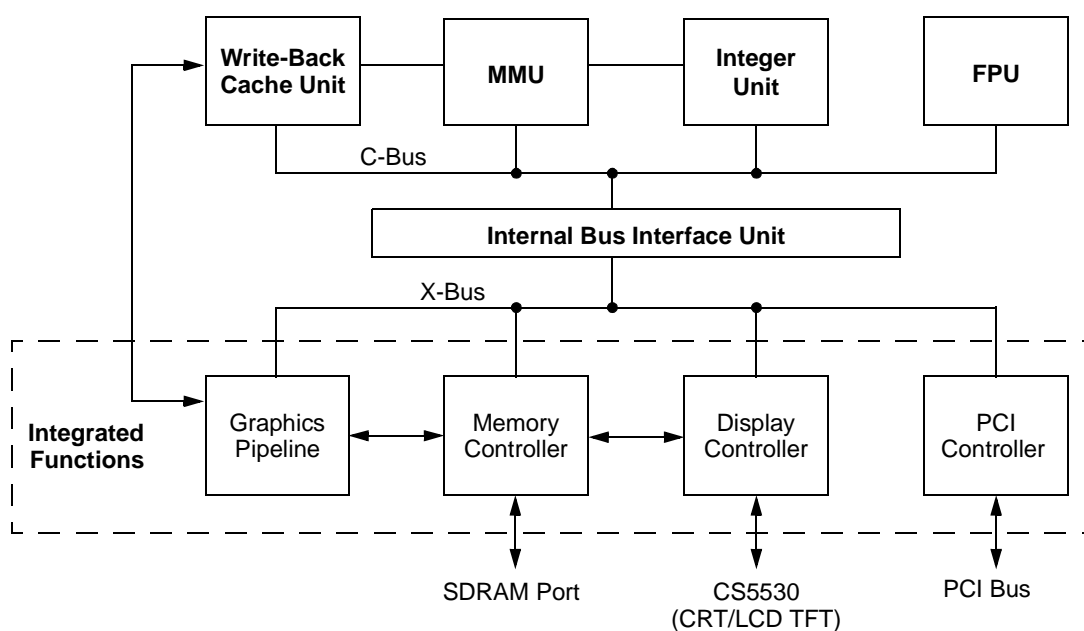 Write-Back
Cache Unit
MMU
Integer
Unit
FPU
C-Bus
Internal Bus Interface Unit
X-Bus
Integrated
Functions
Graphics
Pipeline
Memory
Controller
Display
Controller
PCI
Controller
SDRAM Port
CS5530
(CRT/LCD TFT)
PCI Bus